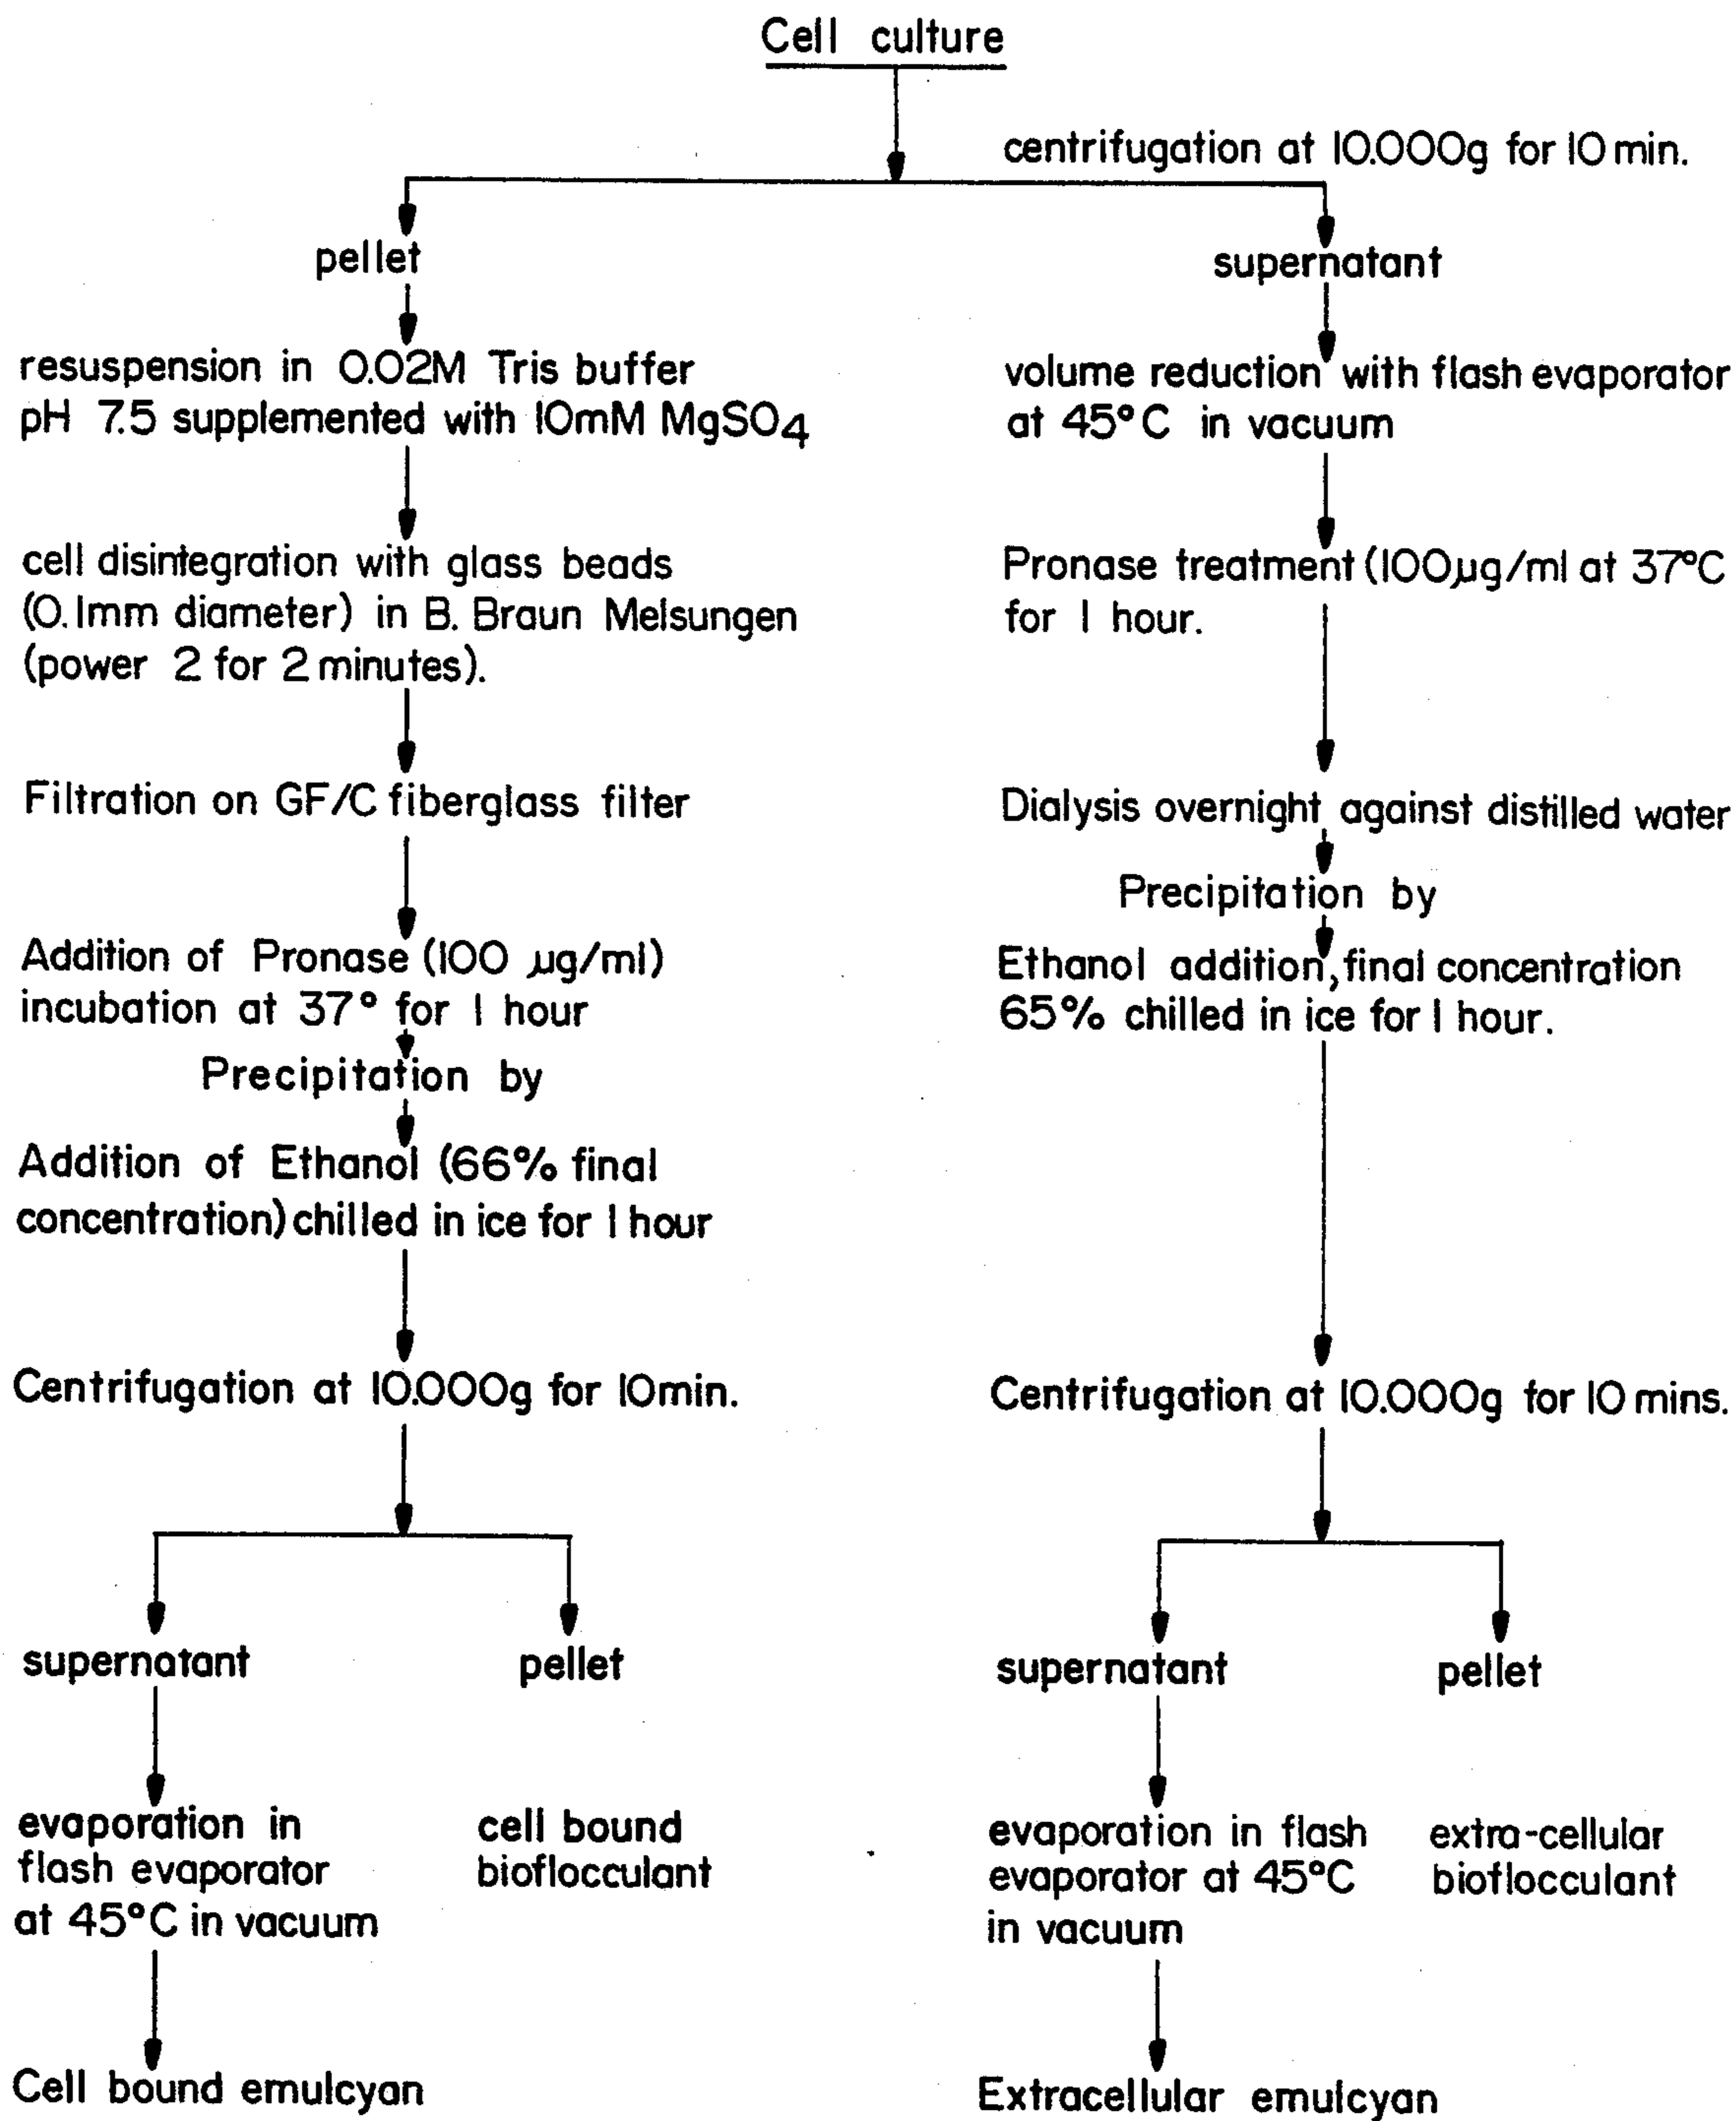 Cell culture
centrifugation at 10.000g for 10 min.
pellet
resuspension in 0.02M Tris buffer
pH 7.5 supplemented with 10mM MgSO4
cell disintegration with glass beads
(0.1mm diameter) in B. Braun Melsungen
(power 2 for 2 minutes).
Filtration on GF/C fiberglass filter
Addition of Pronase (100 µg/ml)
incubation at 37° for 1 hour
Precipitation by
Addition of Ethanol (66% final
concentration) chilled in ice for 1 hour
Centrifugation at 10.000g for 10min.
supernatant
pellet
evaporation in
flash evaporator
at 45°C in vacuum
cell bound
bioflocculant
Cell bound emulcyan
supernatant
volume reduction with flash evaporator
at 45°C in vacuum
Pronase treatment (100µg/ml at 37°C
for 1 hour.
Dialysis overnight against distilled water
Precipitation by
Ethanol addition, final concentration
65% chilled in ice for 1 hour.
Centrifugation at 10.000g for 10 mins.
supernatant
pellet
evaporation in flash
evaporator at 45°C
in vacuum
extra-cellular
bioflocculant
Extracellular emulcyan